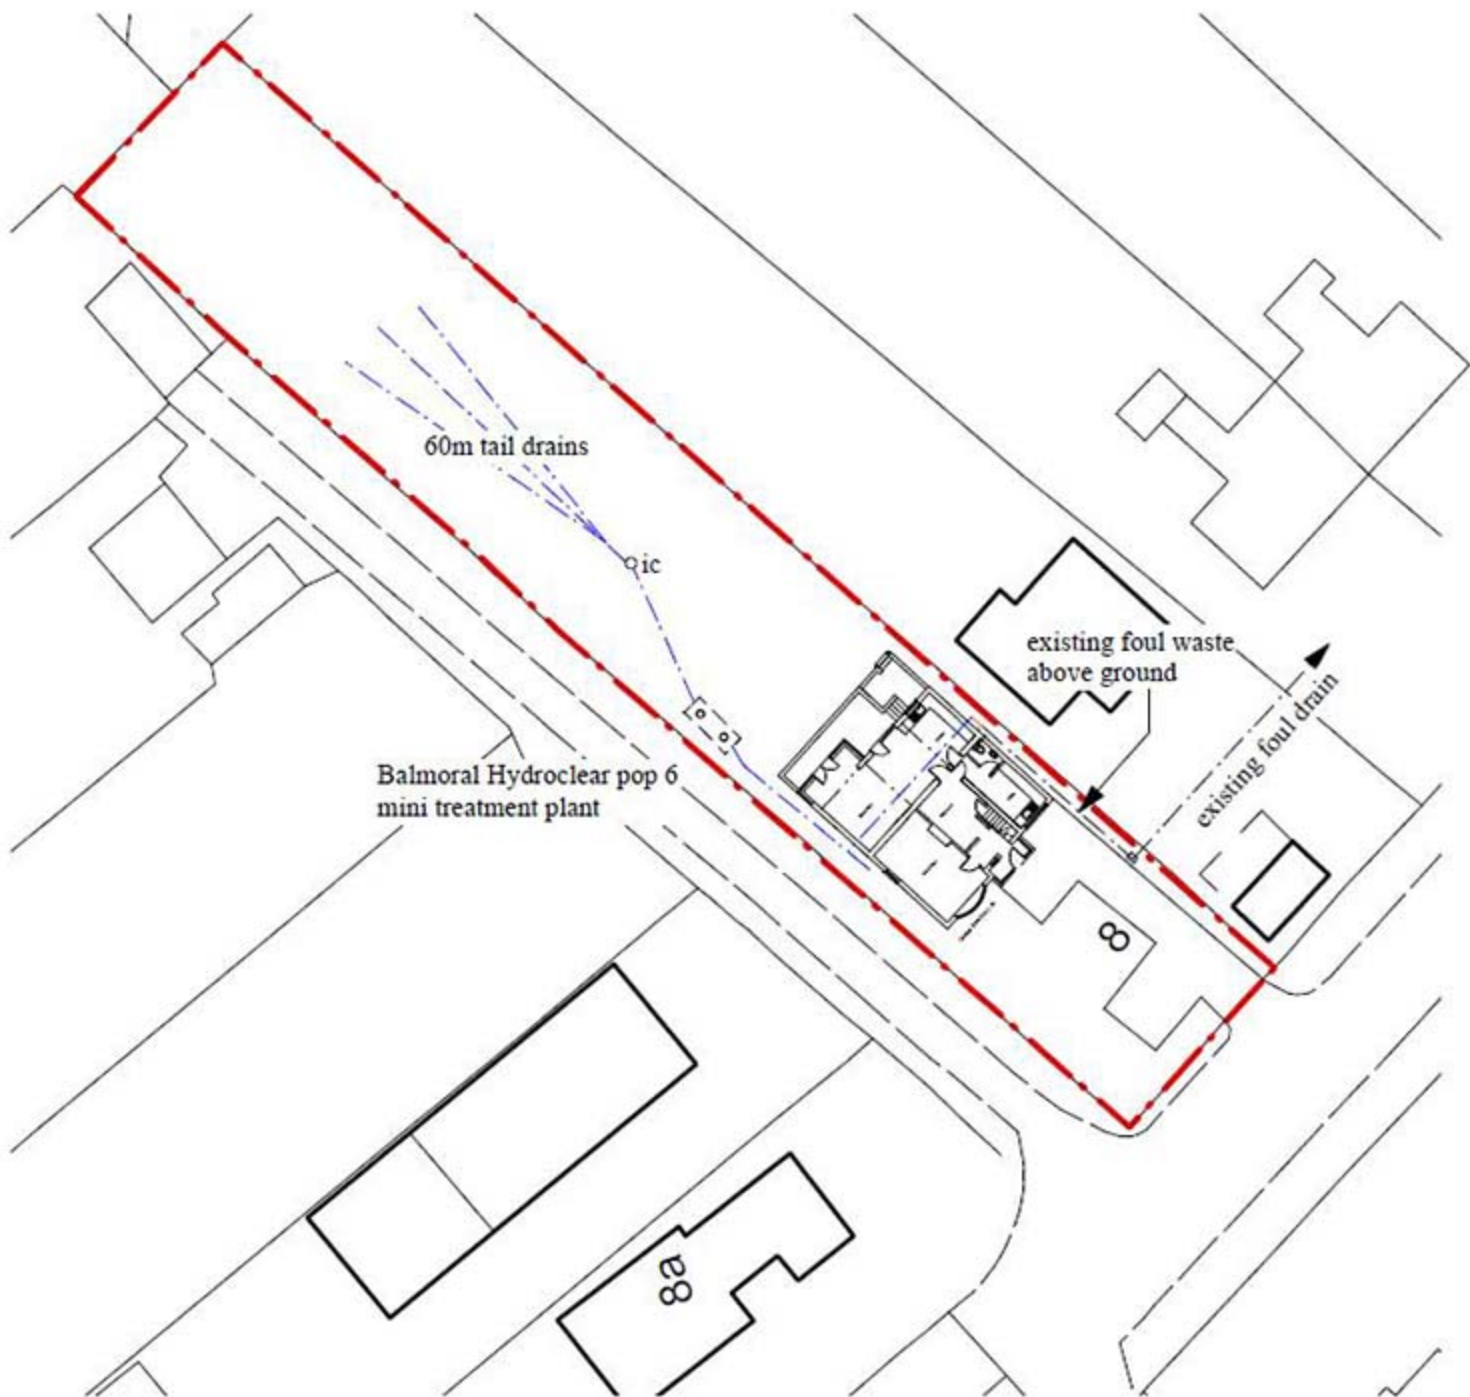 60m tail drains
ic
existing foul waste
above ground
existing foul drain
Balmoral Hydroclear pop 6
mini treatment plant
8
8a